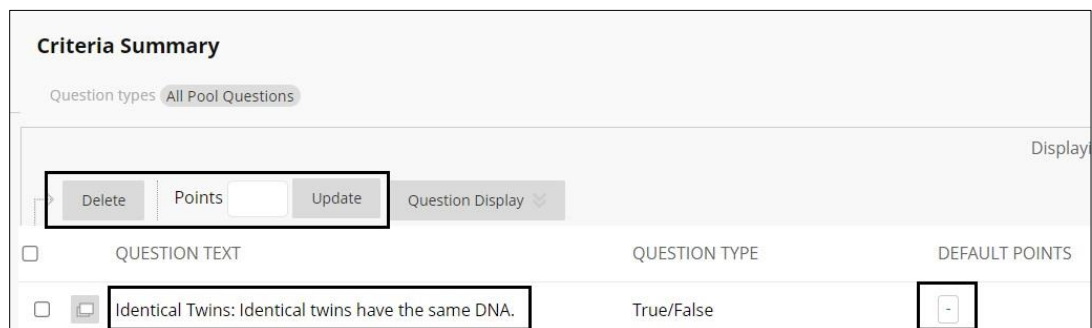 Criteria Summary
Question types All Pool Questions
Displayi
Delete Points Update Question Display
QUESTION TEXT QUESTION TYPE DEFAULT POINTS
Identical Twins: Identical twins have the same DNA. True/False -